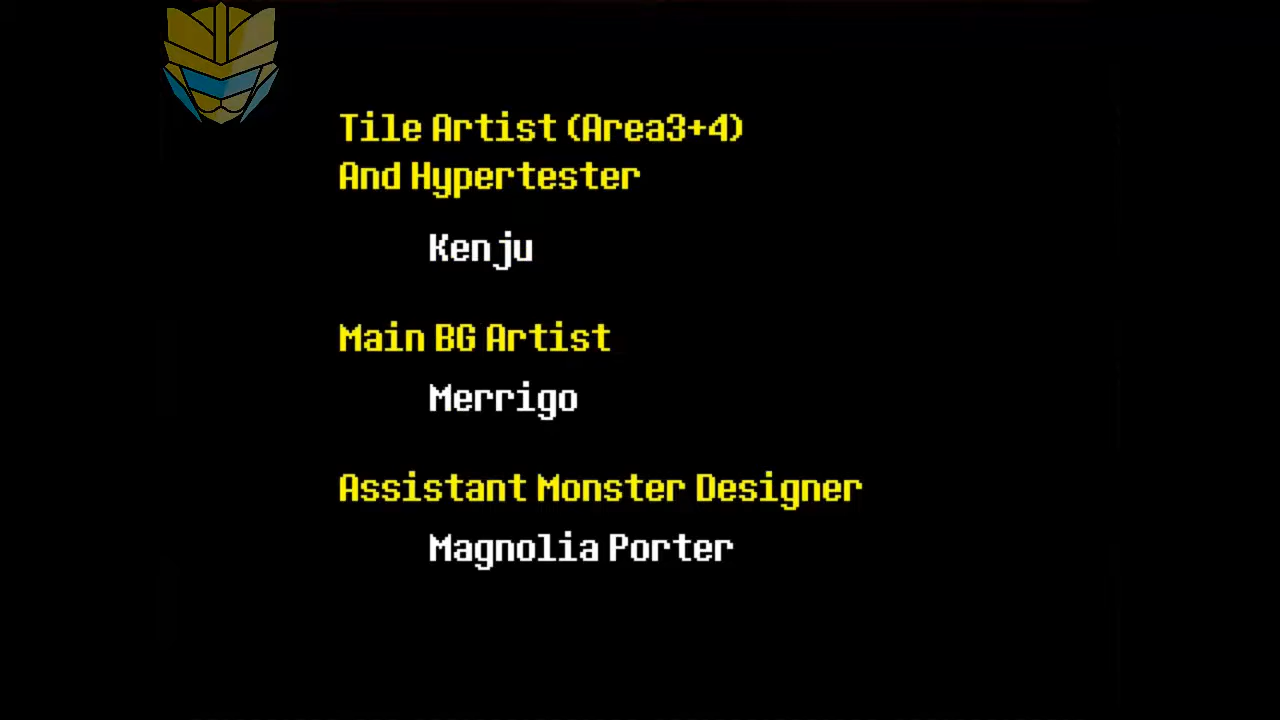 Tile Artist (Area3+4)
And Hypertester
Kenju
Main BG Artist
Merrigo
Assistant Monster Designer
Magnolia Porter